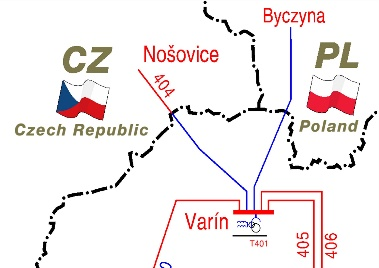 Byczyna
CZ
Nošovice
PL
404
Czech Republic
Poland
Varín
T401
405
406